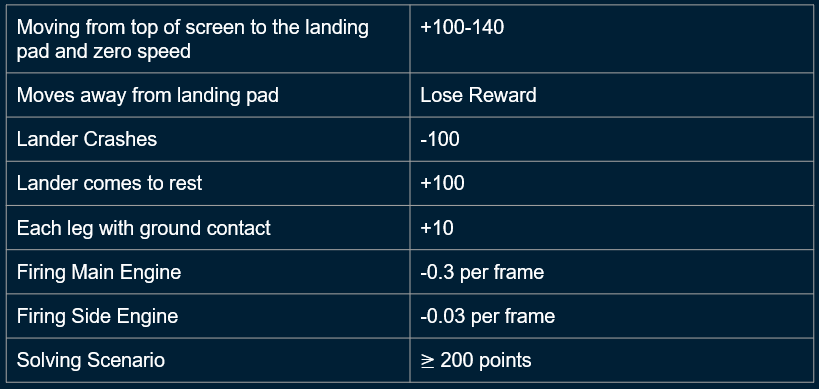 Moving from top of screen to the landing
pad and zero speed
+100-140
Moves away from landing pad
Lose Reward
Lander Crashes
-100
Lander comes to rest
+100
Each leg with ground contact
+10
Firing Main Engine
-0.3 per frame
Firing Side Engine
-0.03 per frame
Solving Scenario
≥ 200 points